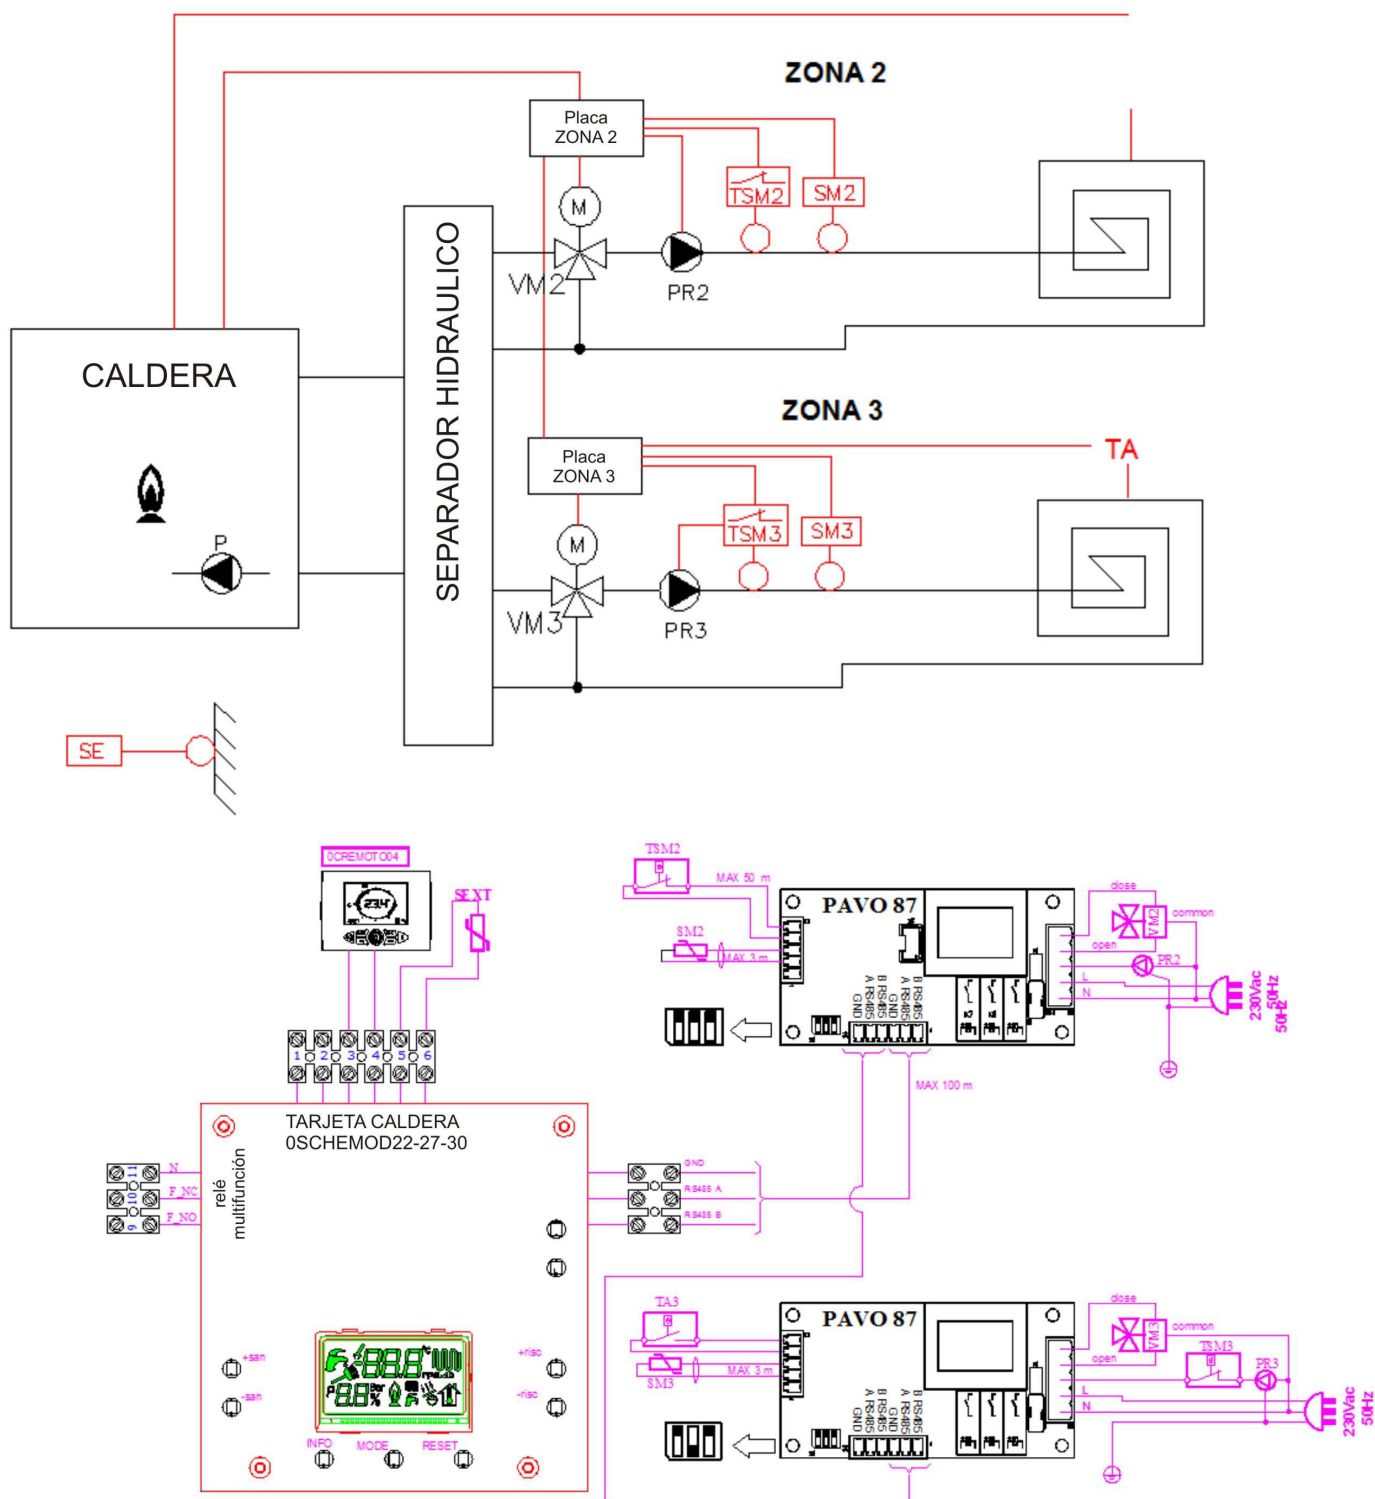 ZONA 2
Placa
ZONA 2
M
TSM2
SM2
VM2
PR2
CALDERA
SEPARADOR HIDRAULICO
P
ZONA 3
Placa
ZONA 3
TA
M
TSM3
SM3
VM3
PR3
SE
0CREMOTO04
SEXT
1 2 3 4 5 6
TARJETA CALDERA
0SCHEMOD22-27-30
relé
multifunción
11
N
10
F_NC
9
F_NO
GND
RS485 A
RS485 B
+san
-san
+risc
-risc
INFO
MODE
RESET
TSM2
MAX 50 m
SM2
MAX 3 m
PAVO 87
B RS485
A RS485
GND
B RS485
A RS485
GND
MAX 100 m
close
common
VM2
open
PR2
L
N
230Vac
50Hz
50Hz
TA3
SM3
MAX 3 m
PAVO 87
B RS485
A RS485
GND
B RS485
A RS485
GND
close
common
VM3
open
TSM3
PR3
L
N
230Vac
50Hz